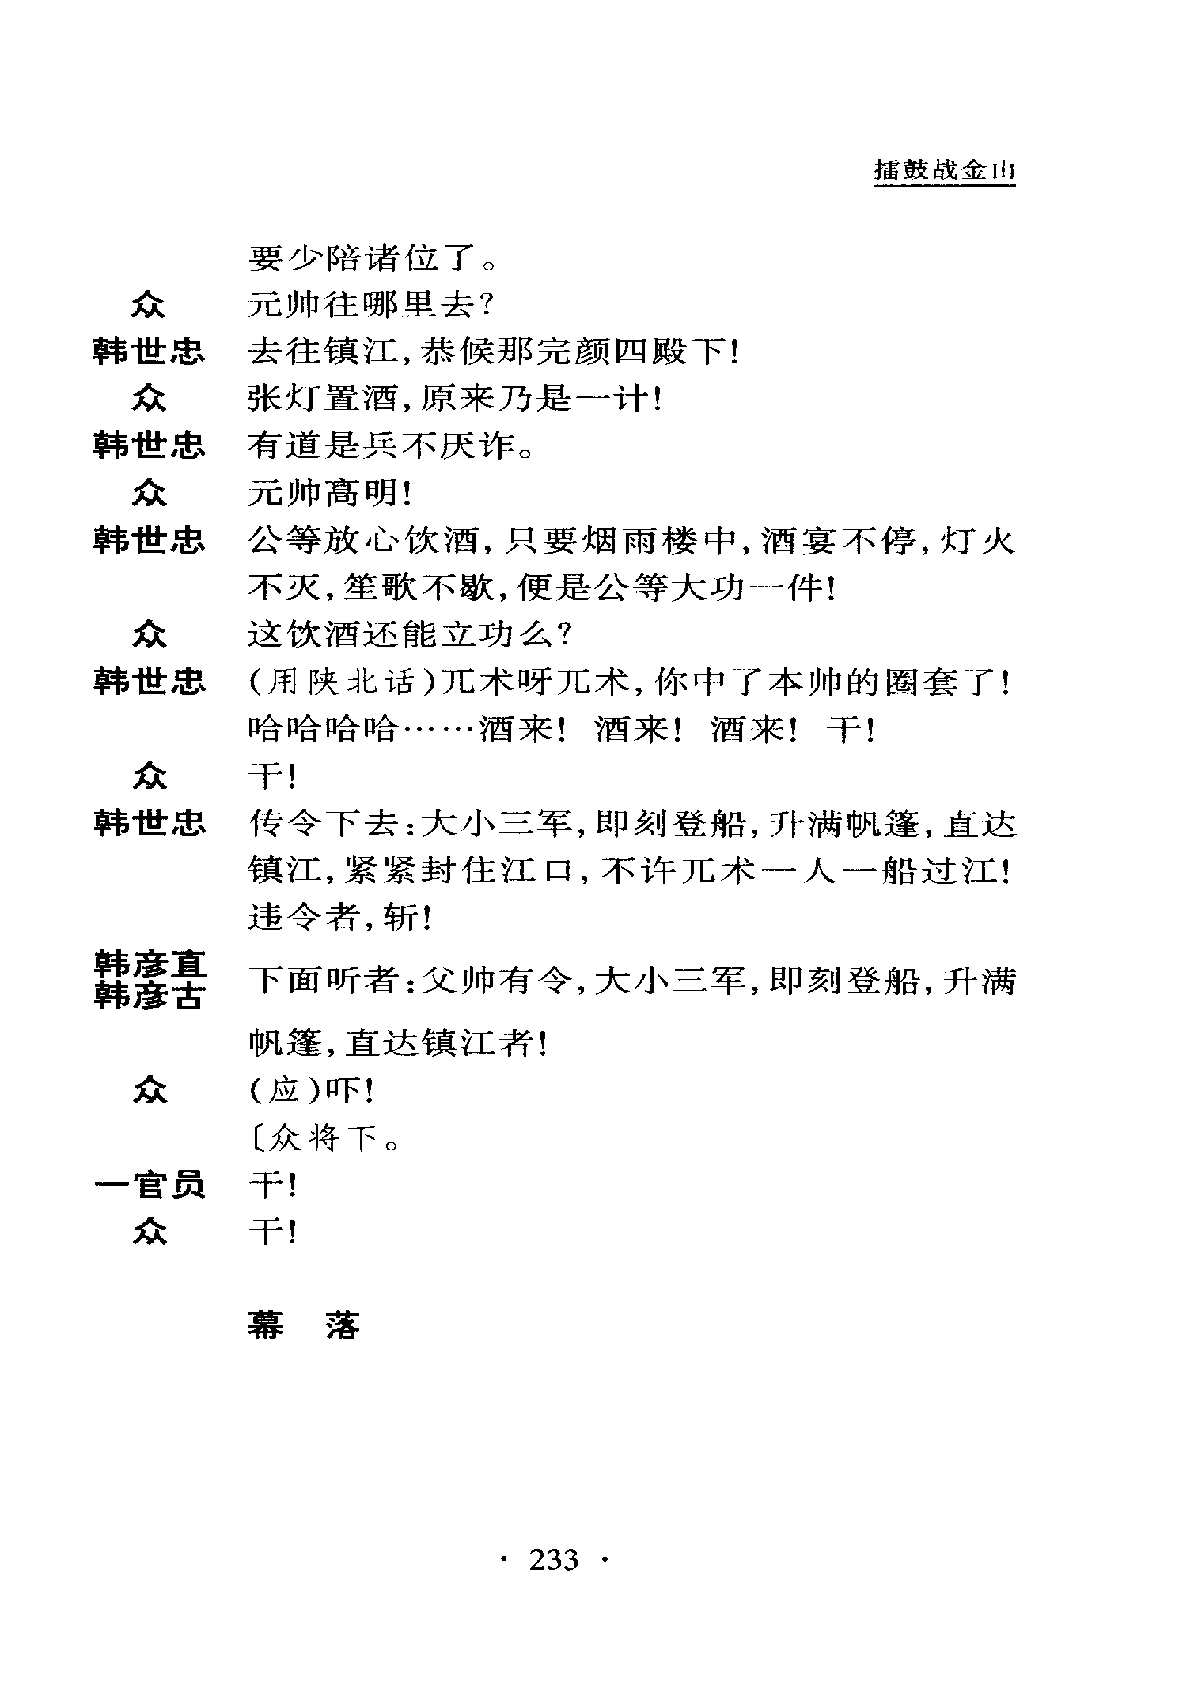 擂鼓战金山
要少陪诸位了。
众 元帅往哪里去?
韩世忠 去往镇江,恭候那完颜四殿下!
众 张灯置酒,原来乃是一计!
韩世忠 有道是兵不厌诈。
众 元帅高明!
韩世忠 公等放心饮酒,只要烟雨楼中,酒宴不停,灯火
不灭,笙歌不歇,便是公等大功一件!
众 这饮酒还能立功么?
韩世忠 (用陕北话)兀术呀兀术,你中了本帅的圈套了!
哈哈哈哈……酒来! 酒来! 酒来! 干!
众 干!
韩世忠 传令下去:大小三军,即刻登船,升满帆篷,直达
镇江,紧紧封住江口,不许兀术一人一船过江!
违令者,斩!
韩彦直
韩彦古
下面听者:父帅有令,大小三军,即刻登船,升满
帆篷,直达镇江者!
众 (应)吓!
〔众将下。
一官员 干!
众 干!
幕 落
· 233 ·